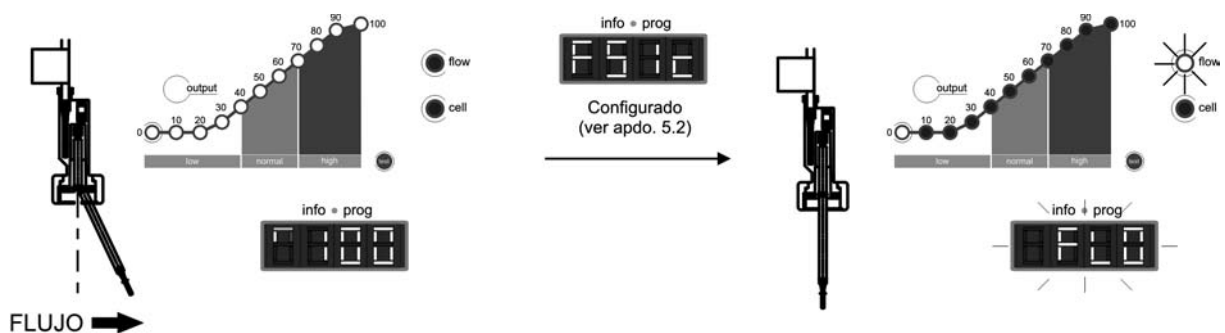 0
10
20
30
40
50
60
70
80
90
100
output
low
normal
high
test
flow
cell
info prog
100
FLUJO
info prog
Configurado
(ver apdo. 5.2)
0
10
20
30
40
50
60
70
80
90
100
output
low
normal
high
test
flow
cell
info prog
FLO